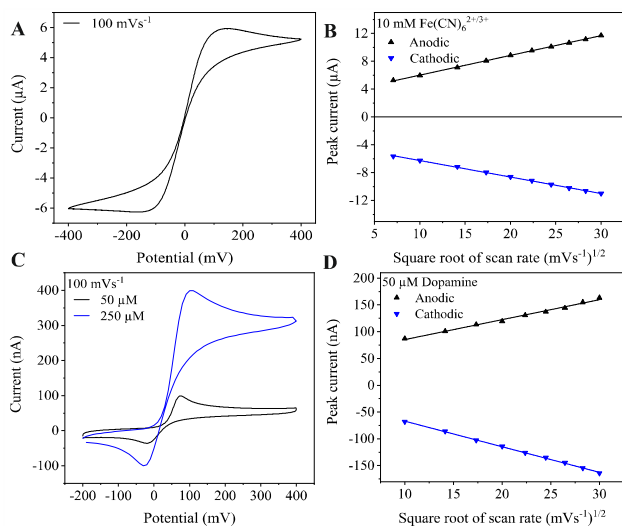 A
100 mVs⁻¹
Current (µA)
6
4
2
0
-2
-4
-6
-400
-200
0
200
400
Potential (mV)
B
10 mM Fe(CN)₆²⁺/³⁺
Anodic
Cathodic
Peak current (µA)
12
8
4
0
-4
-8
-12
5
10
15
20
25
30
Square root of scan rate (mVs⁻¹)¹/²
C
100 mVs⁻¹
50 µM
250 µM
Current (nA)
400
300
200
100
0
-100
-200
-100
0
100
200
300
400
Potential (mV)
D
50 µM Dopamine
Anodic
Cathodic
Peak current (nA)
200
150
100
50
0
-50
-100
-150
10
15
20
25
30
Square root of scan rate (mVs⁻¹)¹/²